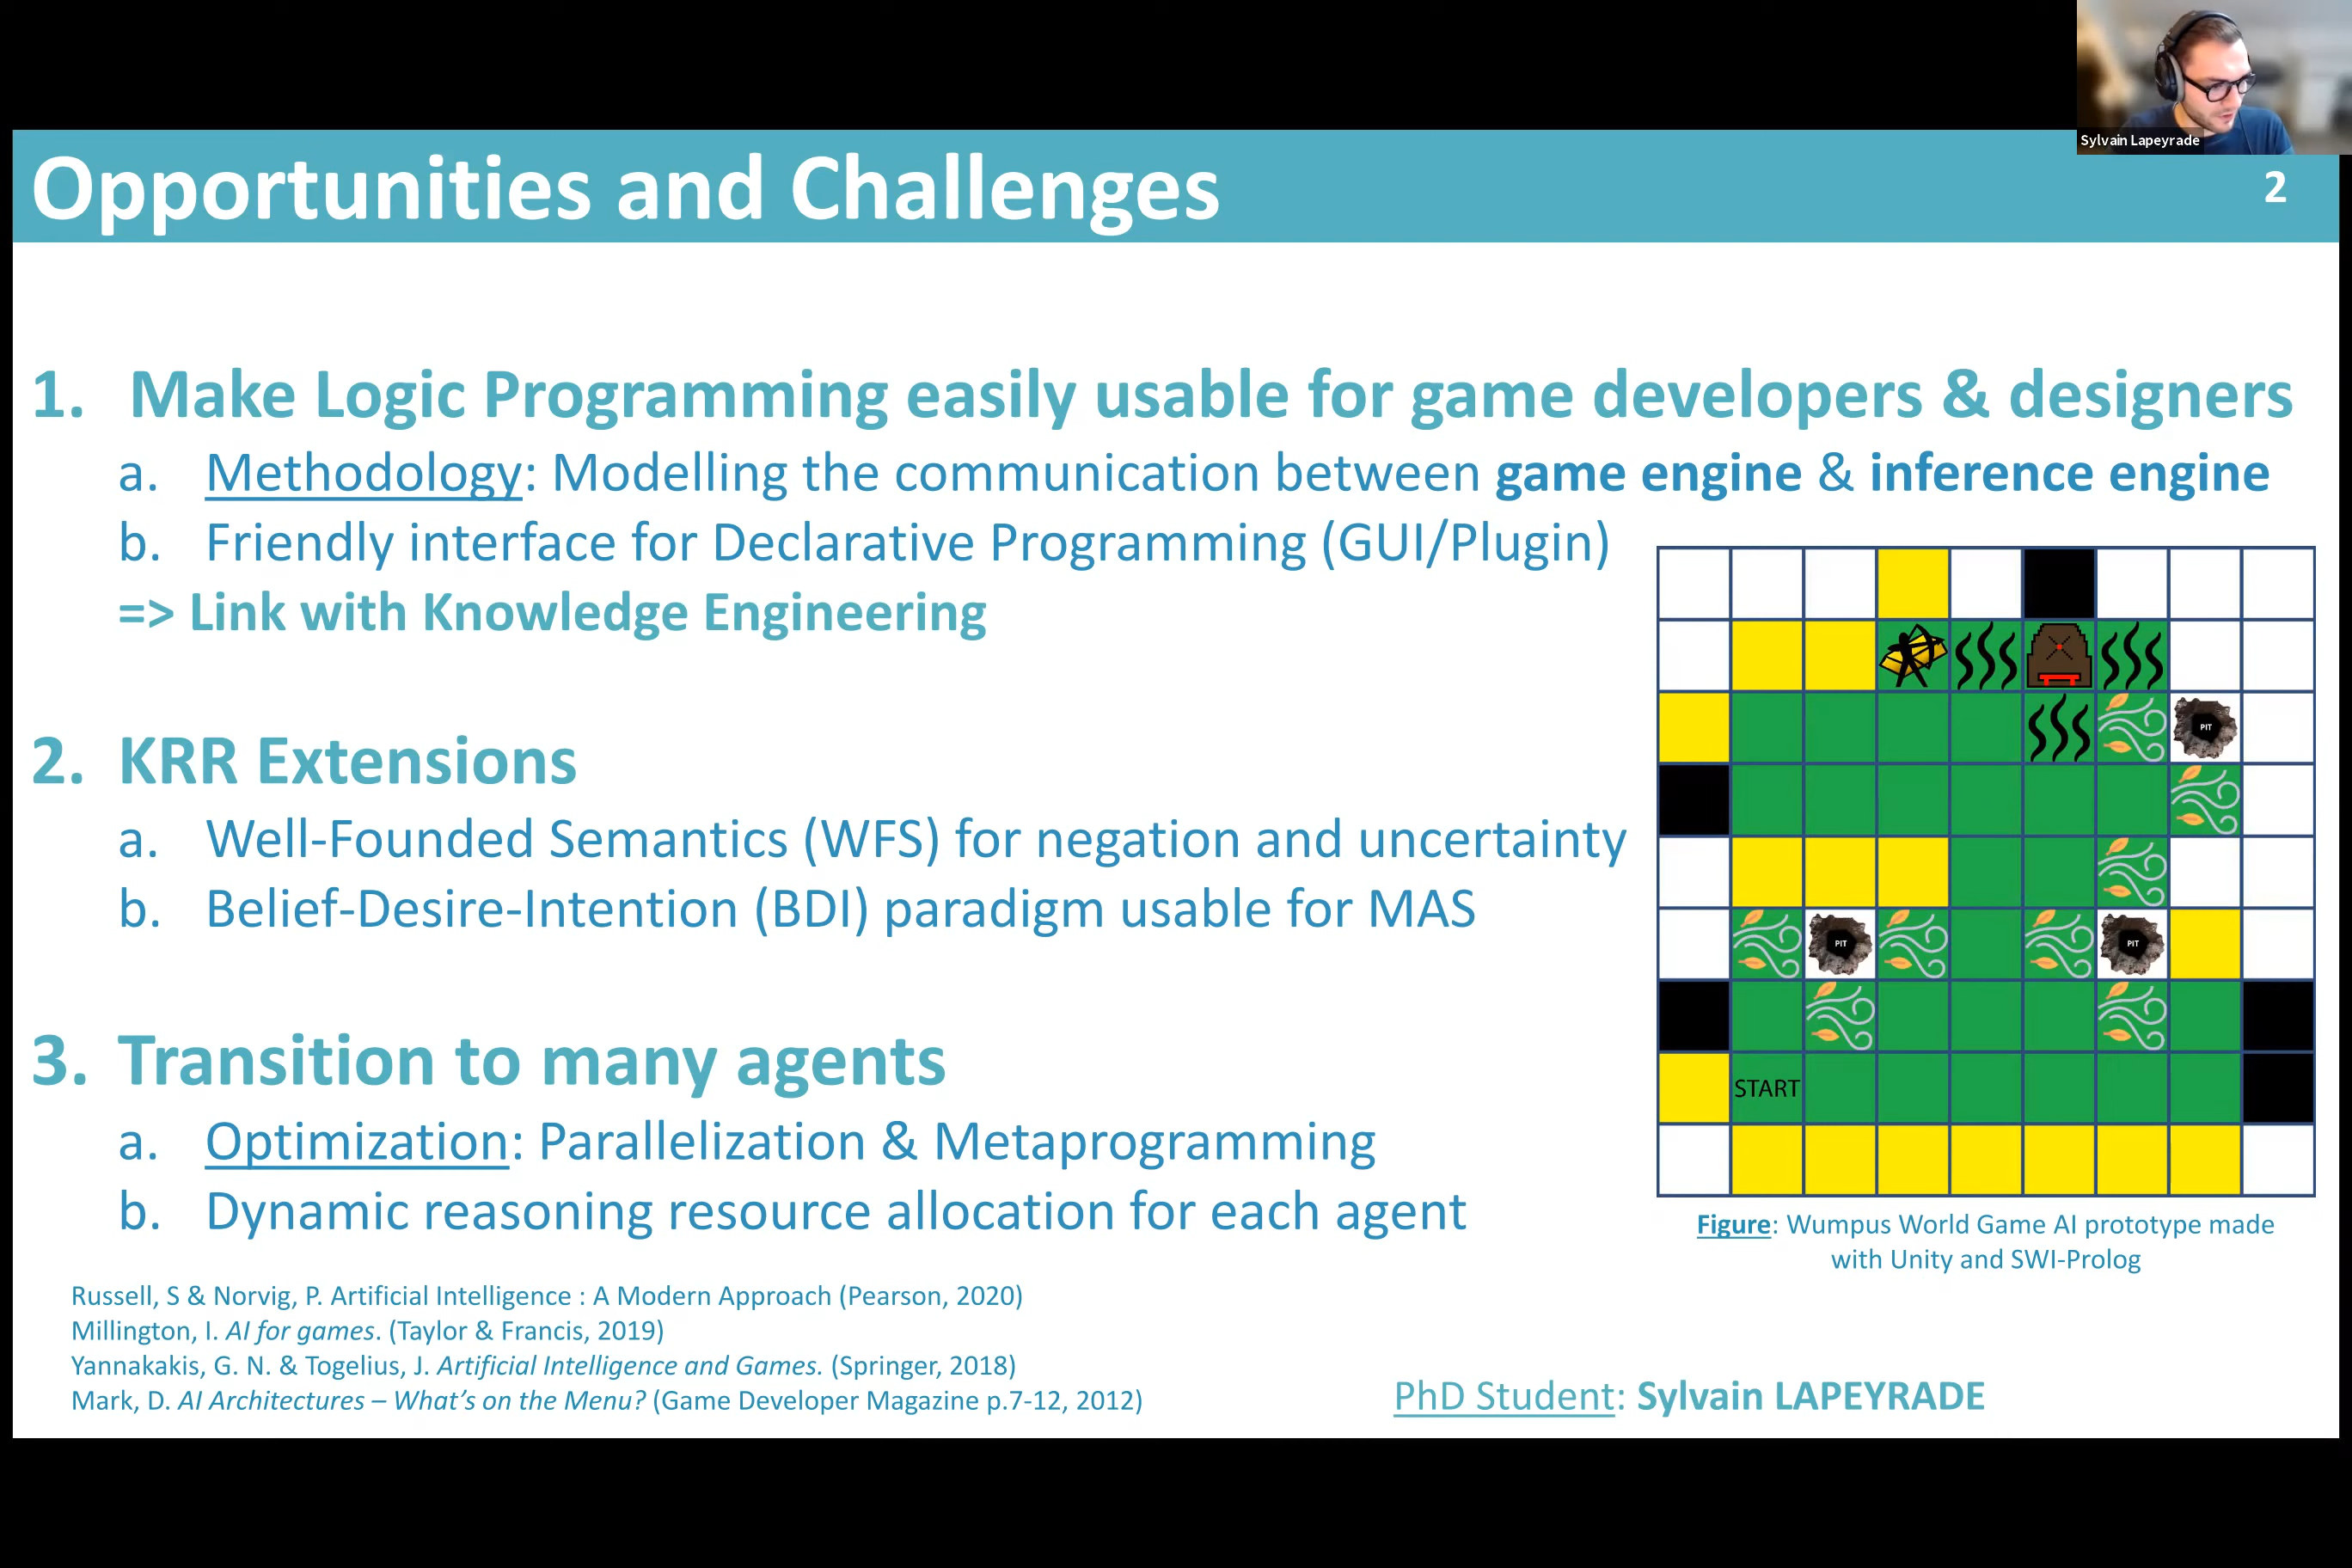 Sylvain Lapeyrade
Opportunities and Challenges
2
1. Make Logic Programming easily usable for game developers & designers
a. Methodology: Modelling the communication between game engine & inference engine
b. Friendly interface for Declarative Programming (GUI/Plugin)
=> Link with Knowledge Engineering
2. KRR Extensions
a. Well-Founded Semantics (WFS) for negation and uncertainty
b. Belief-Desire-Intention (BDI) paradigm usable for MAS
3. Transition to many agents
a. Optimization: Parallelization & Metaprogramming
b. Dynamic reasoning resource allocation for each agent
PIT
PIT
PIT
START
Figure: Wumpus World Game AI prototype made
with Unity and SWI-Prolog
Russell, S & Norvig, P. Artificial Intelligence : A Modern Approach (Pearson, 2020)
Millington, I. AI for games. (Taylor & Francis, 2019)
Yannakakis, G. N. & Togelius, J. Artificial Intelligence and Games. (Springer, 2018)
Mark, D. AI Architectures – What's on the Menu? (Game Developer Magazine p.7-12, 2012)
PhD Student: Sylvain LAPEYRADE